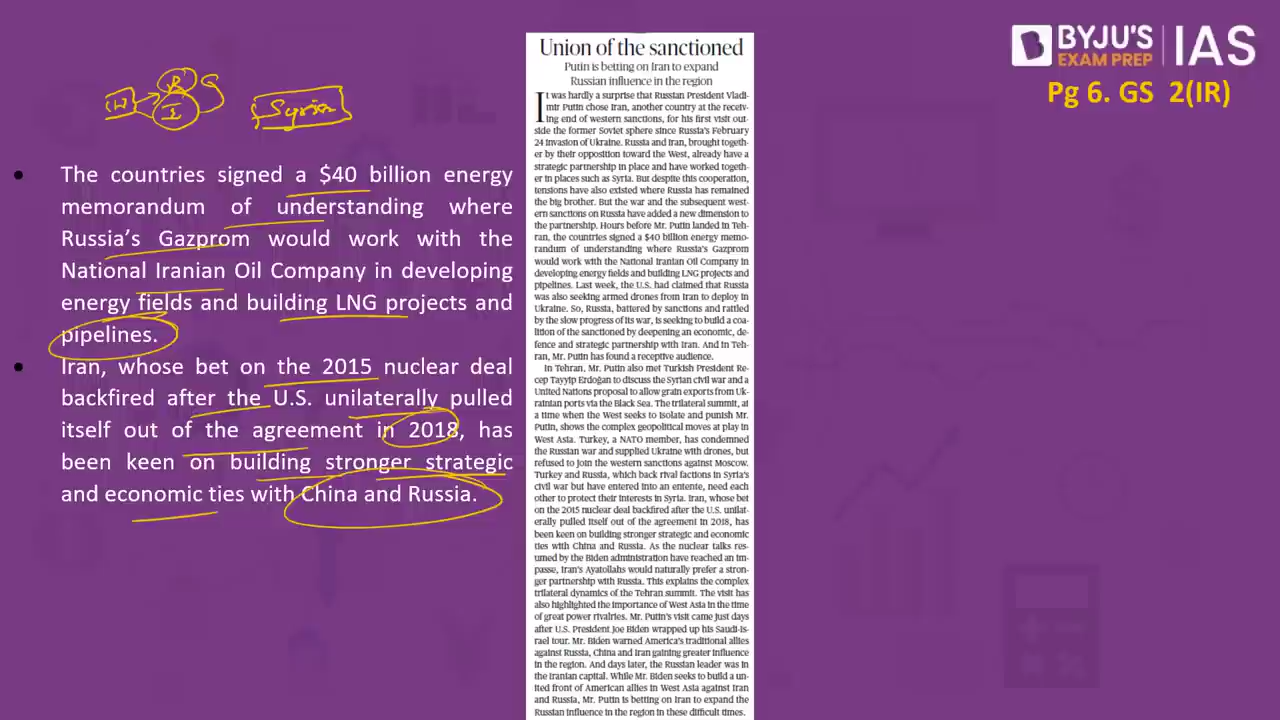 W
R
I
Syria
The countries signed a $40 billion energy
memorandum of understanding where
Russia's Gazprom would work with the
National Iranian Oil Company in developing
energy fields and building LNG projects and
pipelines.
Iran, whose bet on the 2015 nuclear deal
backfired after the U.S. unilaterally pulled
itself out of the agreement in 2018, has
been keen on building stronger strategic
and economic ties with China and Russia.
Union of the sanctioned
Putin is betting on Iran to expand
Russian influence in the region
It was hardly a surprise that Russian President Vladi-
mir Putin chose Iran, another country at the receiv-
ing end of western sanctions, for his first visit out-
side the former Soviet sphere since Russia's February
24 invasion of Ukraine. Russia and Iran, brought togeth-
er by their opposition toward the West, already have a
strategic partnership in place and have worked togeth-
er in places such as Syria. But despite this cooperation,
tensions have also existed where Russia has remained
the big brother. But the war and the subsequent west-
ern sanctions on Russia have added a new dimension to
the partnership. Hours before Mr. Putin landed in Teh-
ran, the countries signed a $40 billion energy memo-
randum of understanding where Russia's Gazprom
would work with the National Iranian Oil Company in
developing energy fields and building LNG projects and
pipelines. Last week, the U.S. had claimed that Russia
was also seeking armed drones from Iran to deploy in
Ukraine. So, Russia, battered by sanctions and rattled
by the slow progress of its war, is seeking to build a coa-
lition of the sanctioned by deepening an economic, de-
fence and strategic partnership with Iran. And in Teh-
ran, Mr. Putin has found a receptive audience.
In Tehran, Mr. Putin also met Turkish President Re-
cep Tayyip Erdoğan to discuss the Syrian civil war and a
United Nations proposal to allow grain exports from Uk-
rainian ports via the Black Sea. The trilateral summit, at
a time when the West seeks to isolate and punish Mr.
Putin, shows the complex geopolitical moves at play in
West Asia. Turkey, a NATO member, has condemned
the Russian war and supplied Ukraine with drones, but
refused to join the western sanctions against Moscow.
Turkey and Russia, which back rival factions in Syria's
civil war but have entered into an entente, need each
other to protect their interests in Syria. Iran, whose bet
on the 2015 nuclear deal backfired after the U.S. unilat-
erally pulled itself out of the agreement in 2018, has
been keen on building stronger strategic and economic
ties with China and Russia. As the nuclear talks res-
umed by the Biden administration have reached an im-
passe, Iran's Ayatollahs would naturally prefer a stron-
ger partnership with Russia. This explains the complex
trilateral dynamics of the Tehran summit. The visit has
also highlighted the importance of West Asia in the time
of great power rivalries. Mr. Putin's visit came just days
after U.S. President Joe Biden wrapped up his Saudi-Is-
rael tour. Mr. Biden warned America's traditional allies
against Russia, China and Iran gaining greater influence
in the region. And days later, the Russian leader was in
the Iranian capital. While Mr. Biden seeks to build a un-
ited front of American allies in West Asia against Iran
and Russia, Mr. Putin is betting on Iran to expand the
Russian influence in the region in these difficult times.
BYJU'S
EXAM PREP
IAS
Pg 6. GS 2(IR)